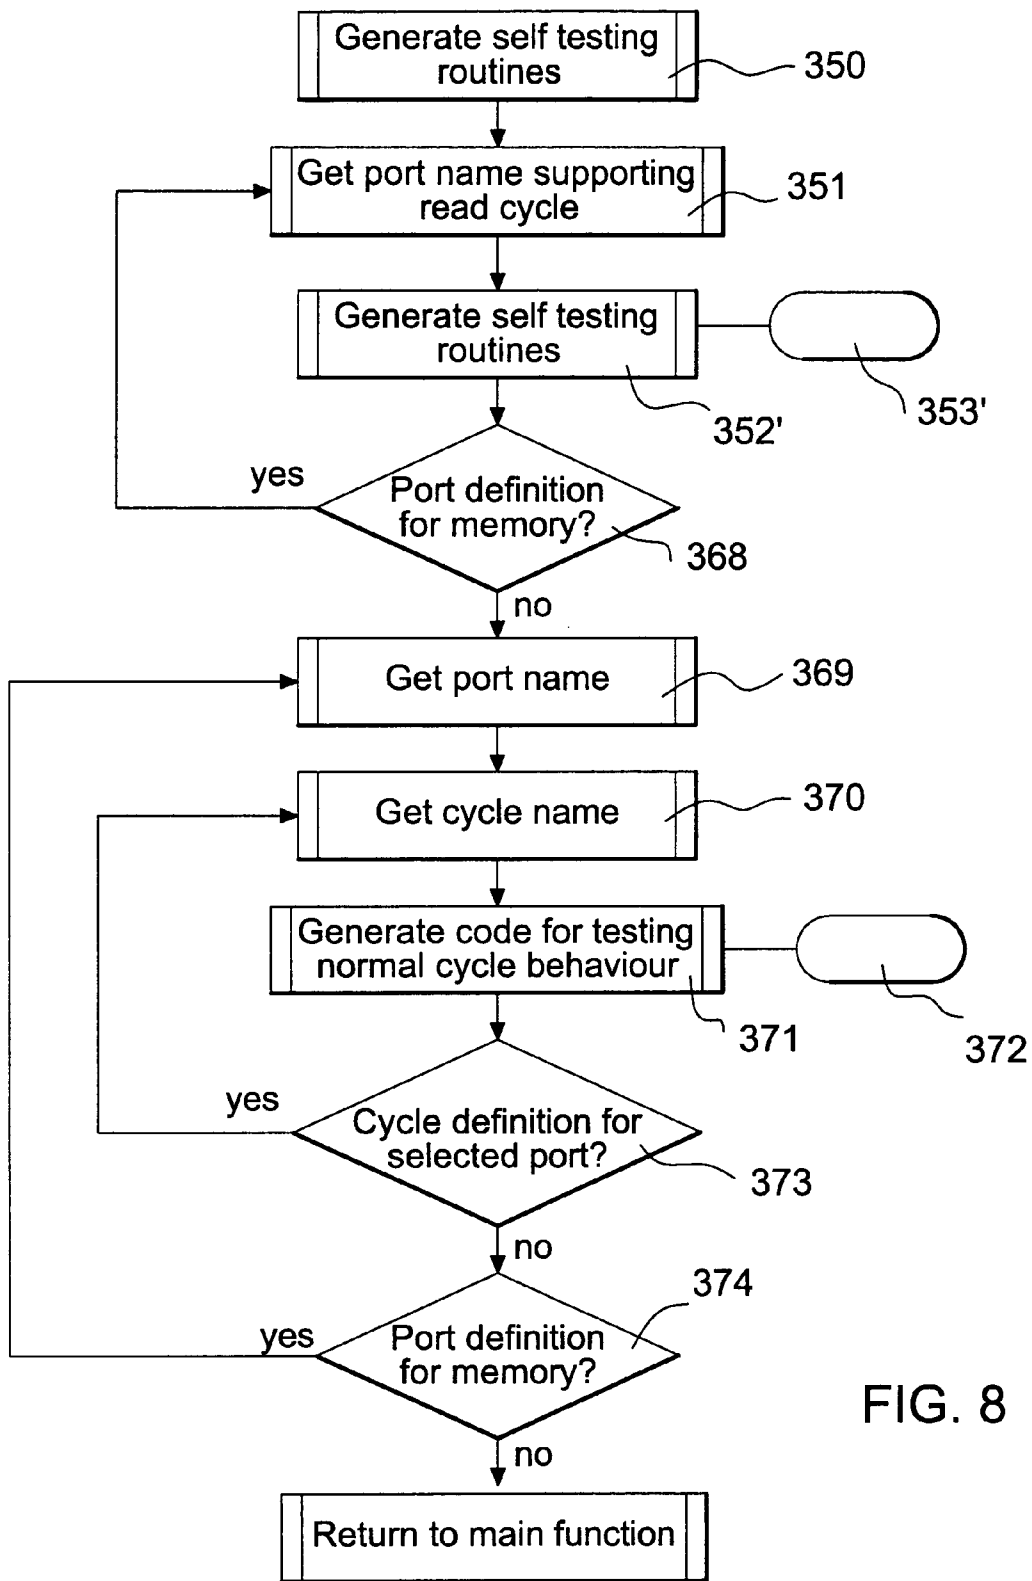 Generate self testing
routines
350
Get port name supporting
read cycle
351
Generate self testing
routines
352'
353'
yes
Port definition
for memory?
368
no
Get port name
369
Get cycle name
370
Generate code for testing
normal cycle behaviour
371
372
yes
Cycle definition for
selected port?
373
no
374
yes
Port definition
for memory?
FIG. 8
no
Return to main function